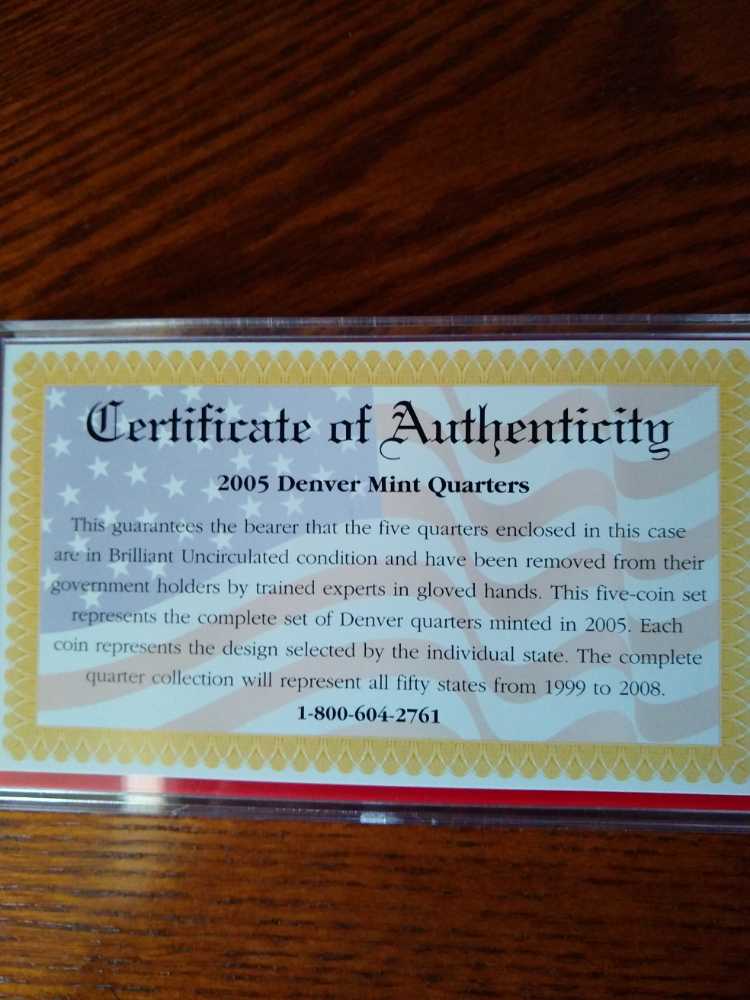 Certificate of Authenticity
2005 Denver Mint Quarters
This guarantees the bearer that the five quarters enclosed in this case
are in Brilliant Uncirculated condition and have been removed from their
government holders by trained experts in gloved hands. This five-coin set
represents the complete set of Denver quarters minted in 2005. Each
coin represents the design selected by the individual state. The complete
quarter collection will represent all fifty states from 1999 to 2008.
1-800-604-2761